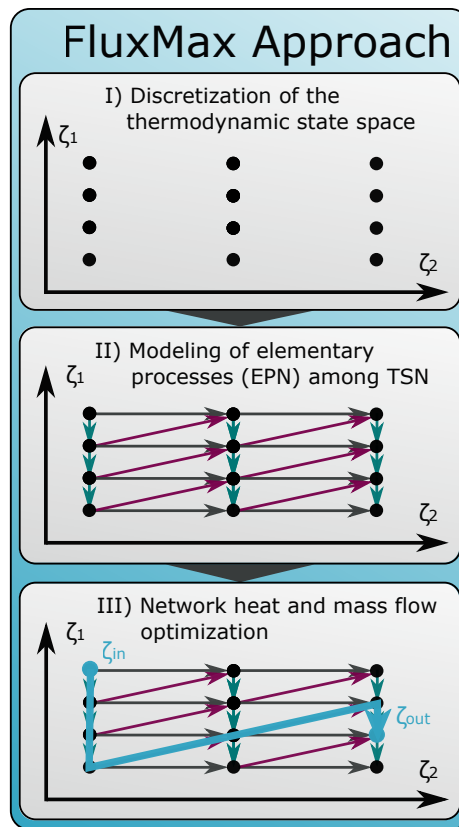 FluxMax Approach
I) Discretization of the
thermodynamic state space
ζ1
ζ2
II) Modeling of elementary
processes (EPN) among TSN
ζ1
ζ2
III) Network heat and mass flow
optimization
ζ1
ζin
ζout
ζ2